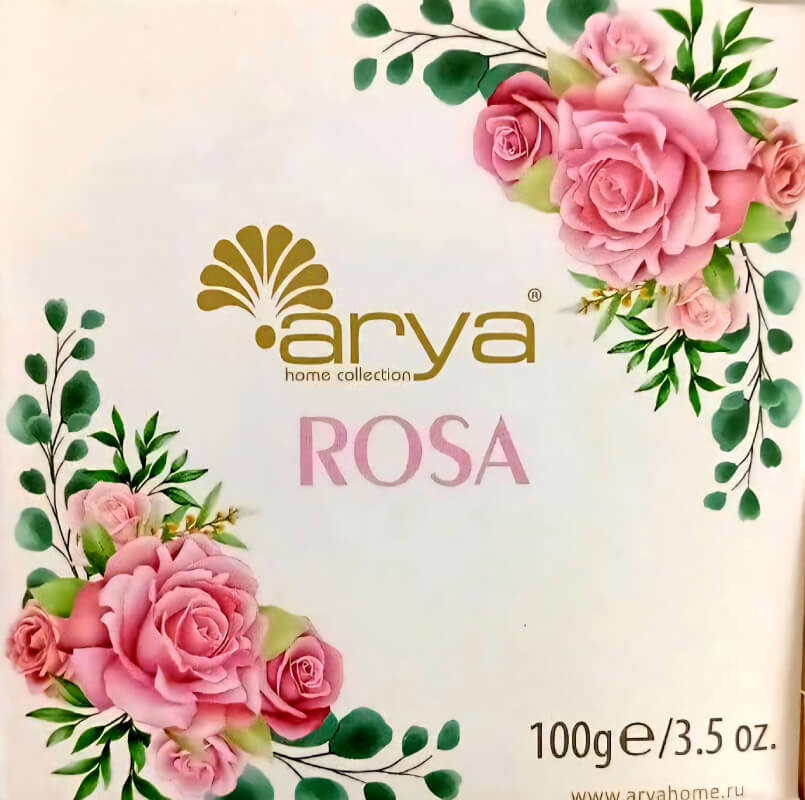 arya®
home collection
ROSA
100g℮/3.5 oz.
www.aryahome.ru